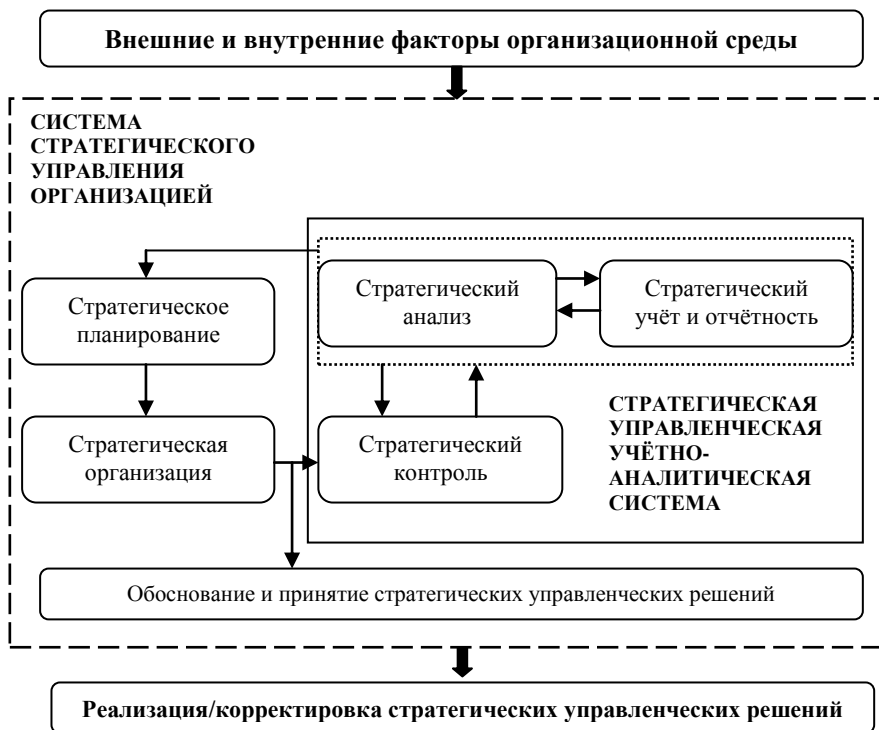 Внешние и внутренние факторы организационной среды
СИСТЕМА
СТРАТЕГИЧЕСКОГО
УПРАВЛЕНИЯ
ОРГАНИЗАЦИЕЙ
Стратегическое
планирование
Стратегический
анализ
Стратегический
учёт и отчётность
Стратегическая
организация
Стратегический
контроль
СТРАТЕГИЧЕСКАЯ
УПРАВЛЕНЧЕСКАЯ
УЧЁТНО-
АНАЛИТИЧЕСКАЯ
СИСТЕМА
Обоснование и принятие стратегических управленческих решений
Реализация/корректировка стратегических управленческих решений